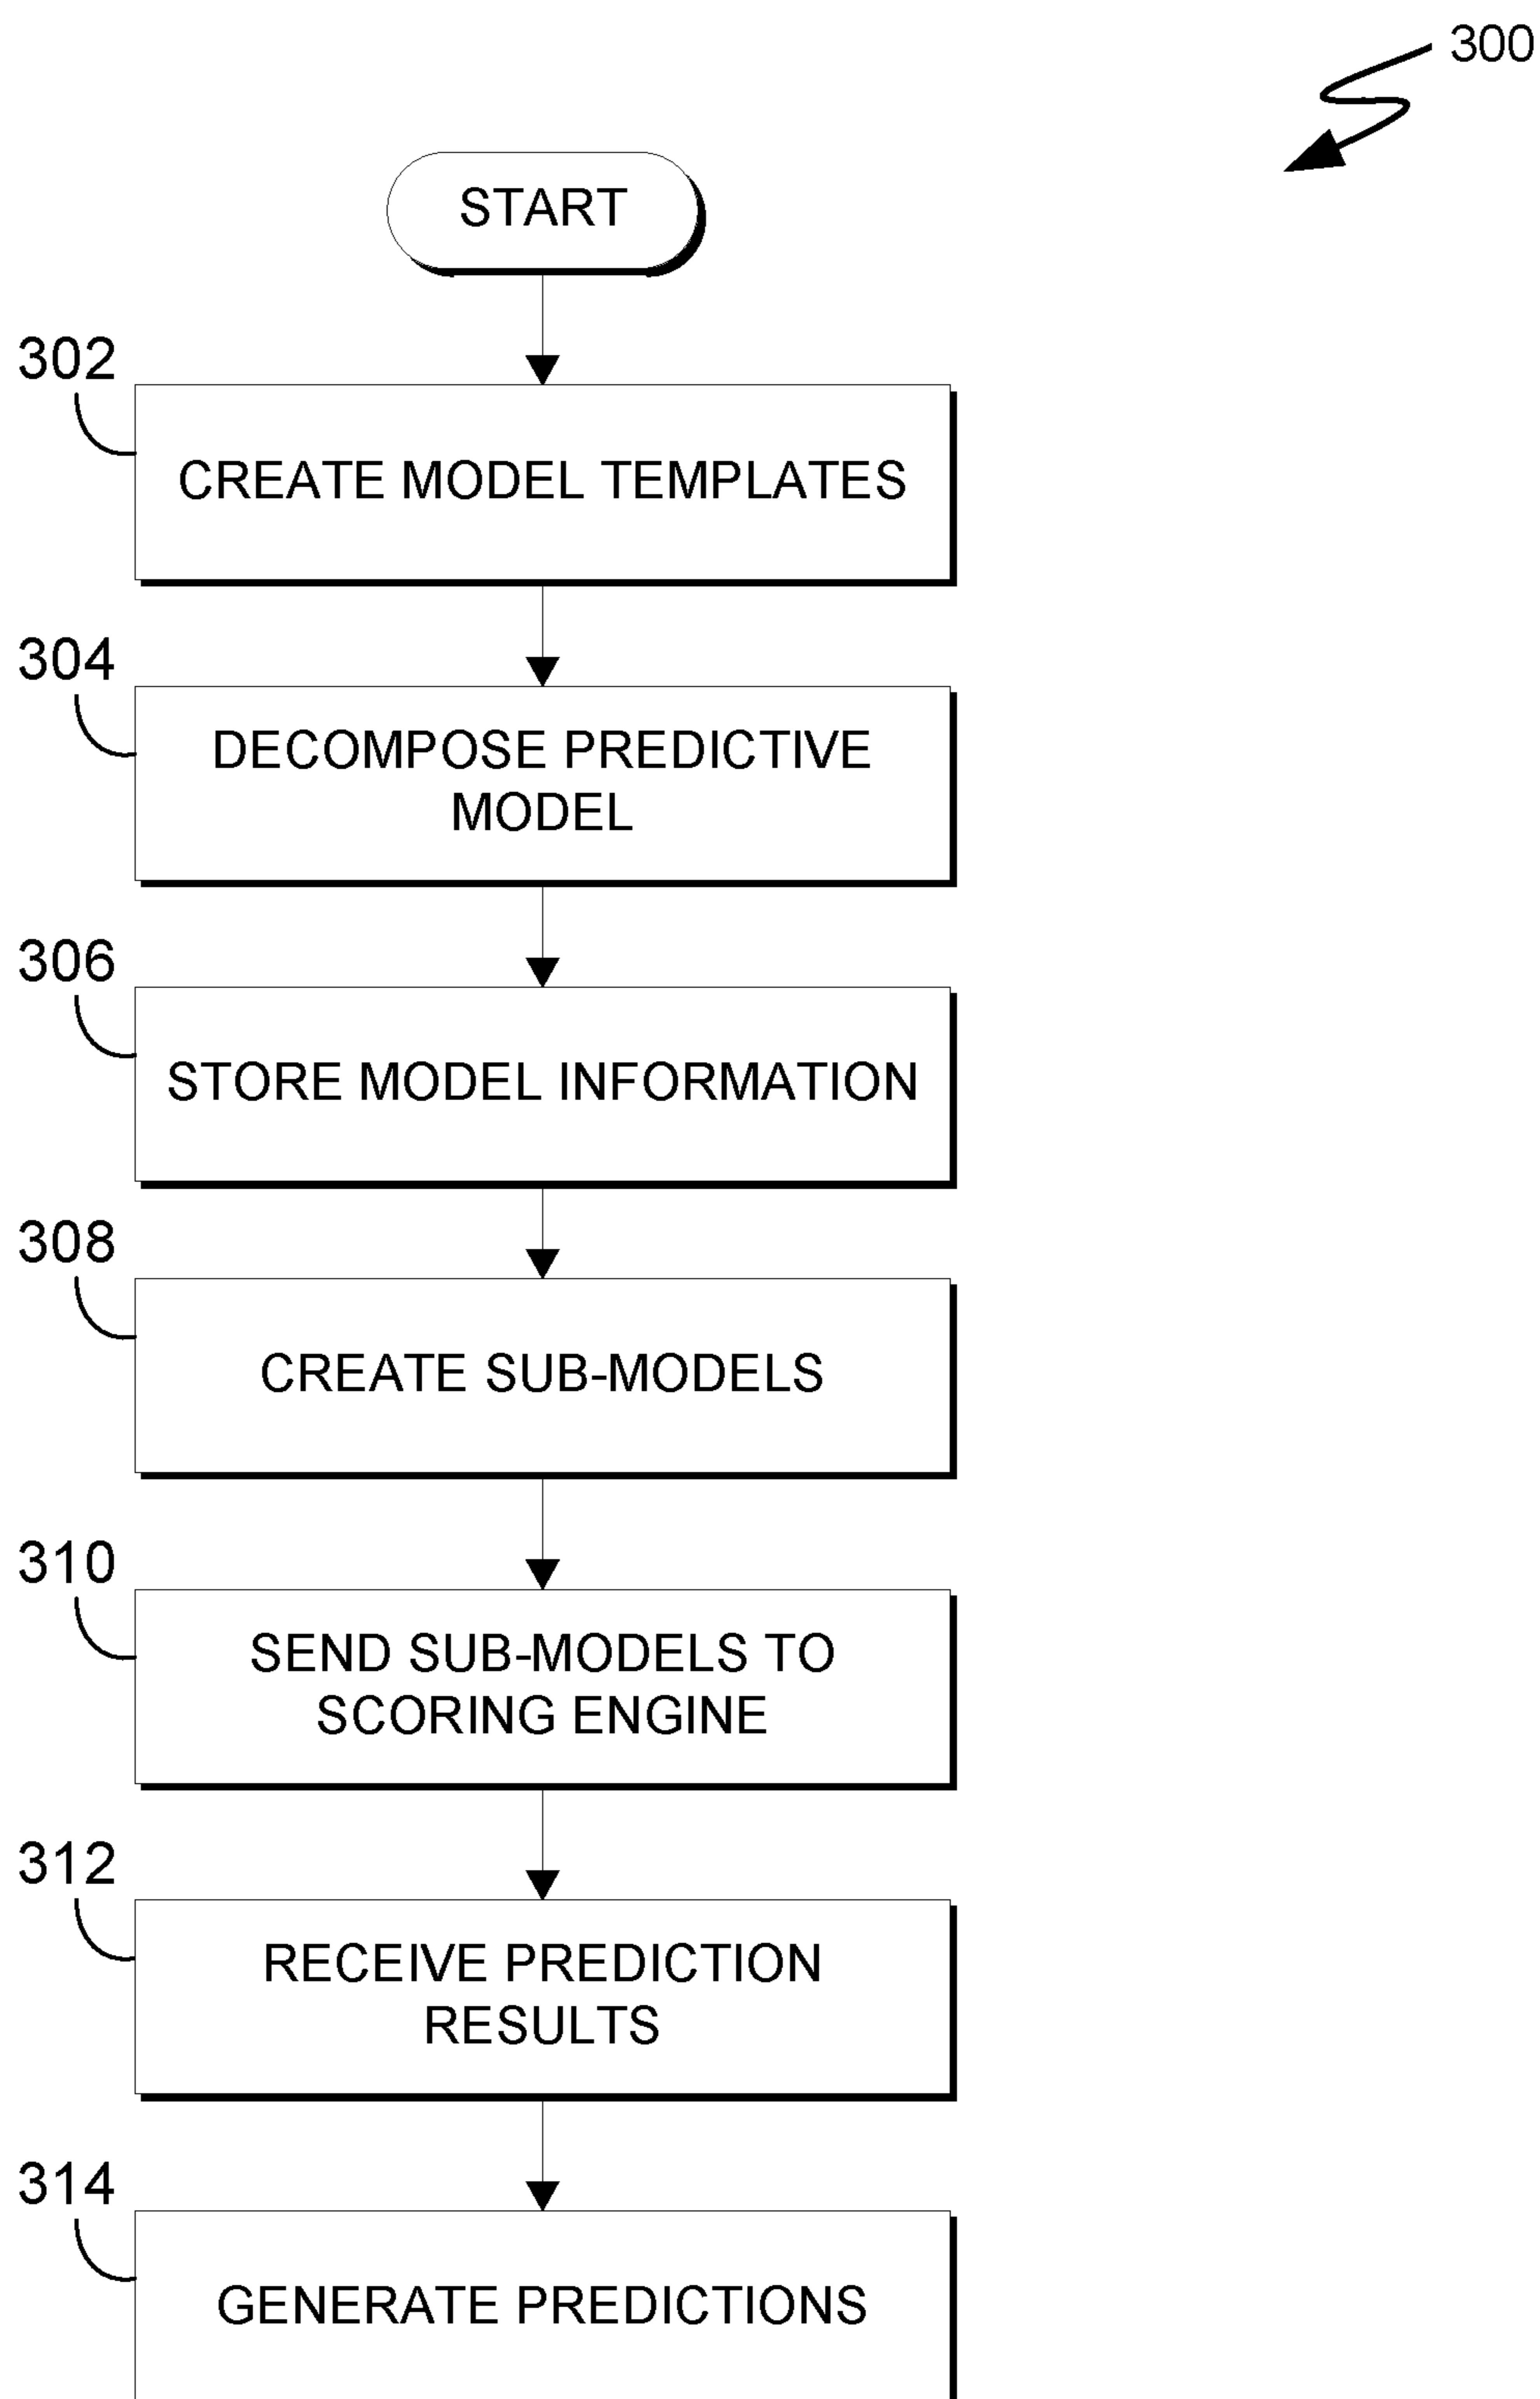 300
START
302
CREATE MODEL TEMPLATES
304
DECOMPOSE PREDICTIVE
MODEL
306
STORE MODEL INFORMATION
308
CREATE SUB-MODELS
310
SEND SUB-MODELS TO
SCORING ENGINE
312
RECEIVE PREDICTION
RESULTS
314
GENERATE PREDICTIONS